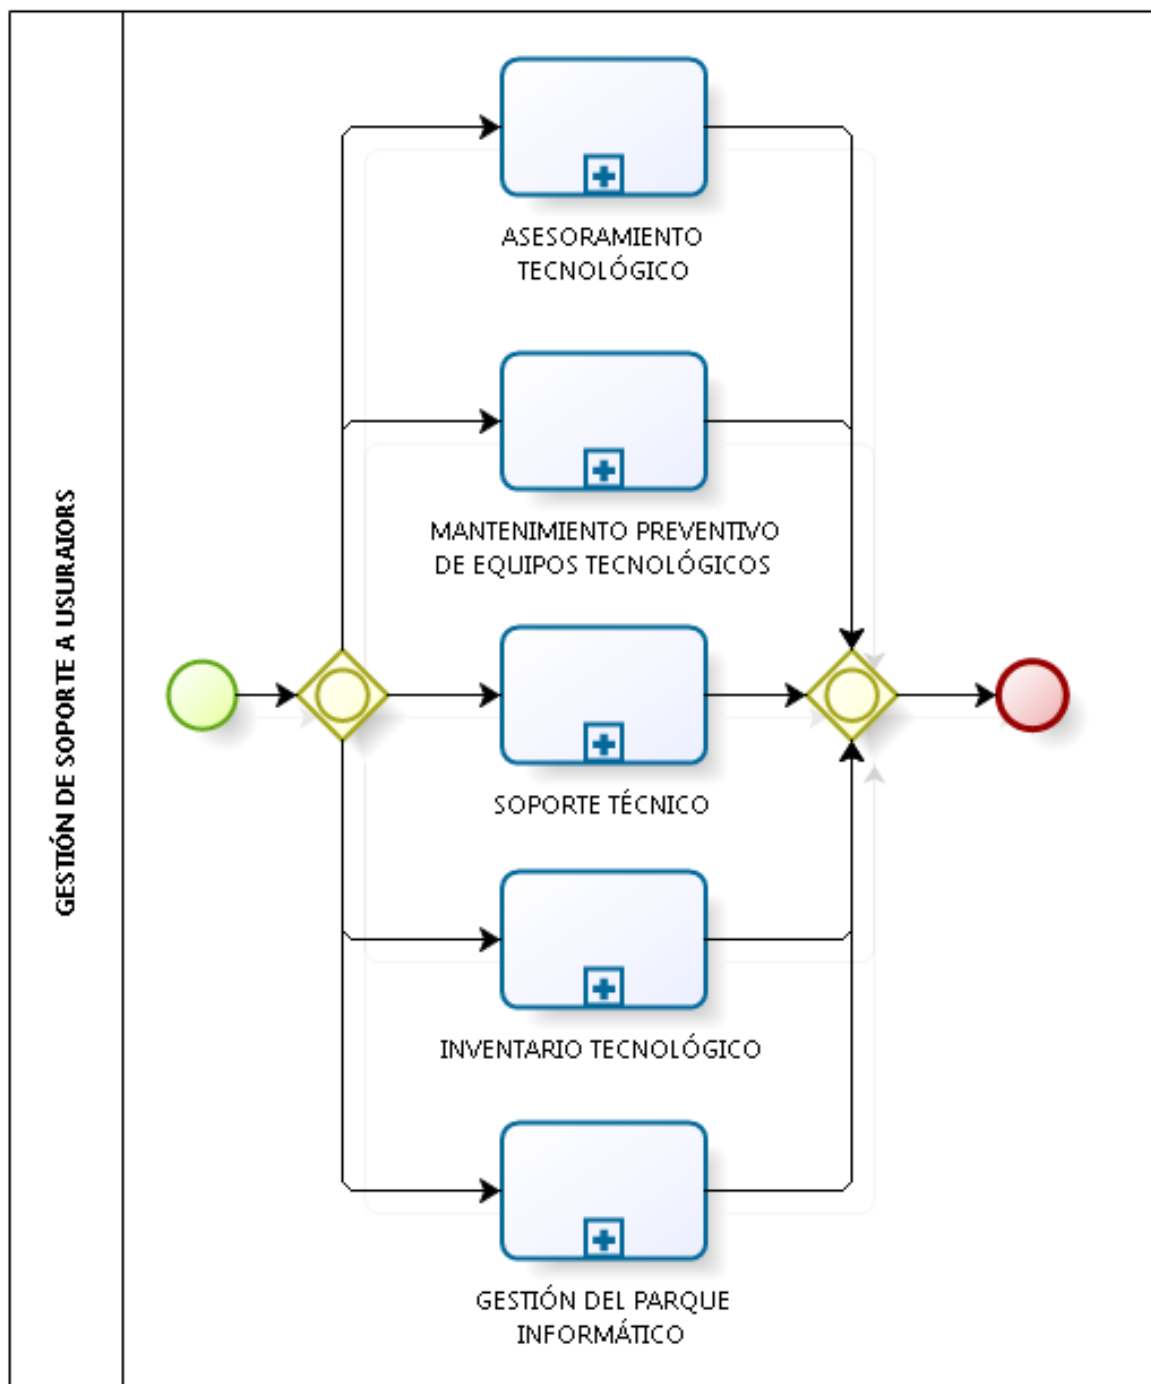 GESTIÓN DE SOPORTE A USURAIORS
ASESORAMIENTO
TECNOLÓGICO
MANTENIMIENTO PREVENTIVO
DE EQUIPOS TECNOLÓGICOS
SOPORTE TÉCNICO
INVENTARIO TECNOLÓGICO
GESTIÓN DEL PARQUE
INFORMÁTICO